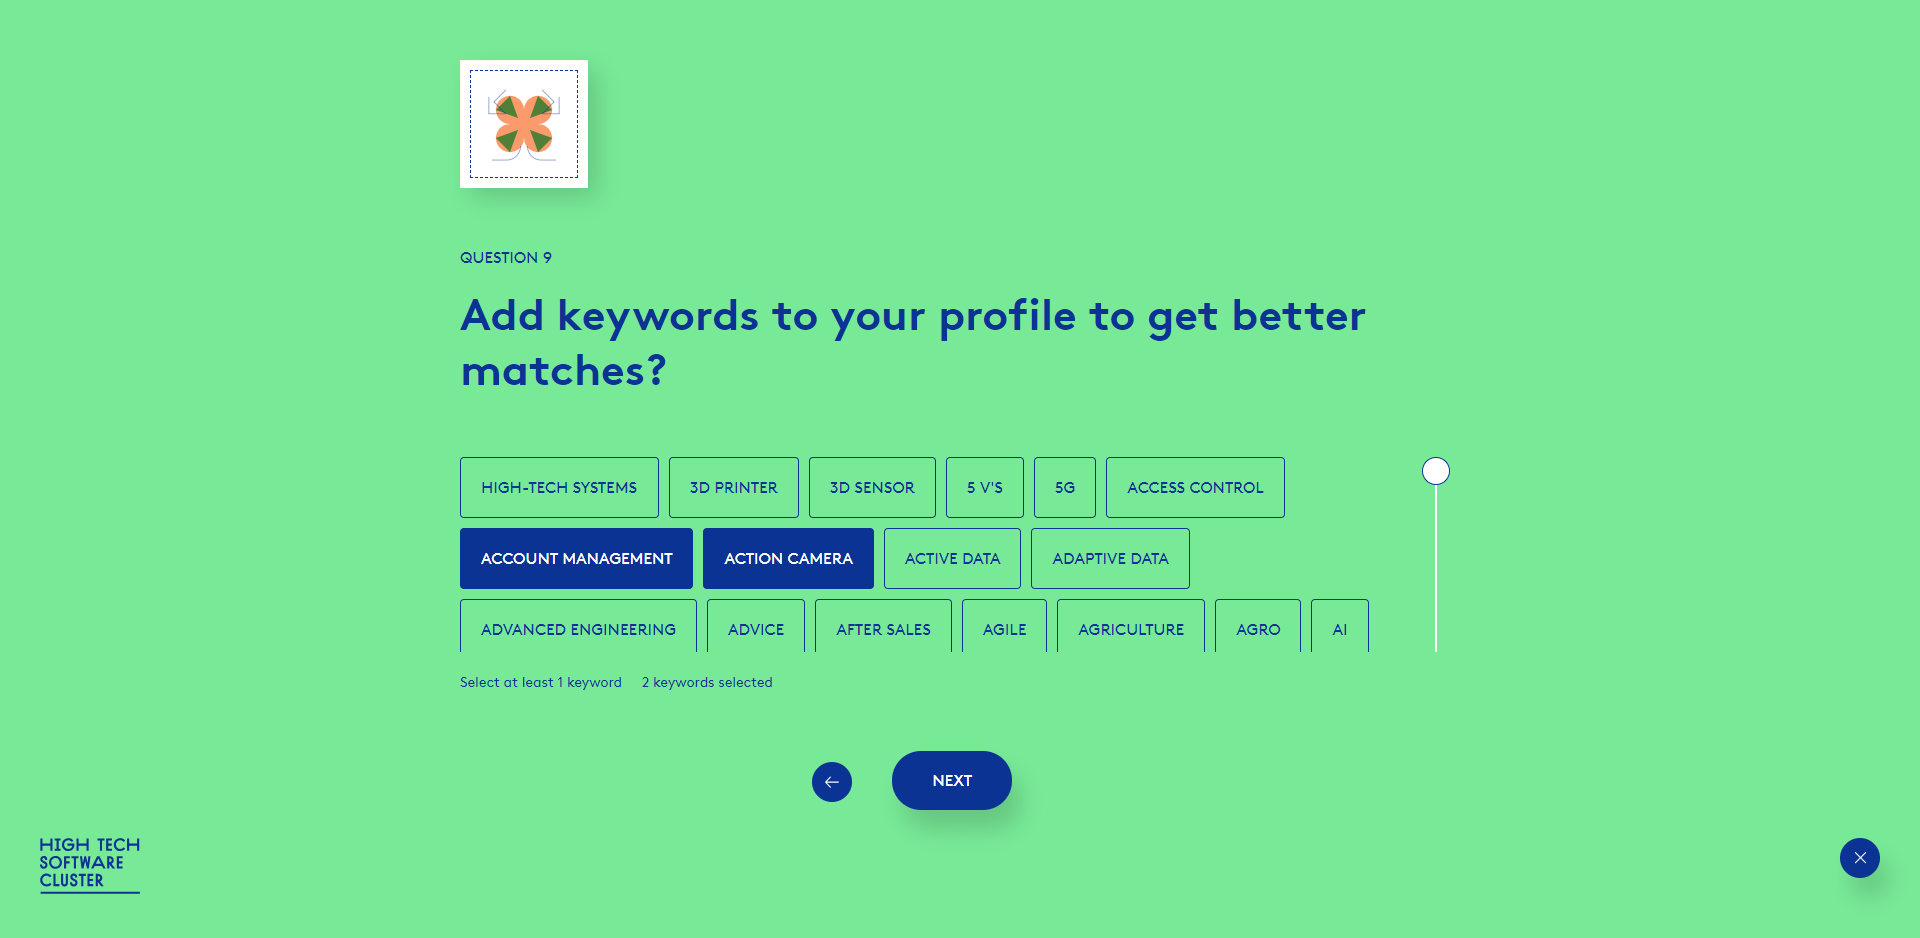 QUESTION 9
Add keywords to your profile to get better
matches?
HIGH-TECH SYSTEMS 3D PRINTER 3D SENSOR 5 V'S 5G ACCESS CONTROL
ACCOUNT MANAGEMENT ACTION CAMERA ACTIVE DATA ADAPTIVE DATA
ADVANCED ENGINEERING ADVICE AFTER SALES AGILE AGRICULTURE AGRO AI
Select at least 1 keyword 2 keywords selected
NEXT
HIGH TECH
SOFTWARE
CLUSTER